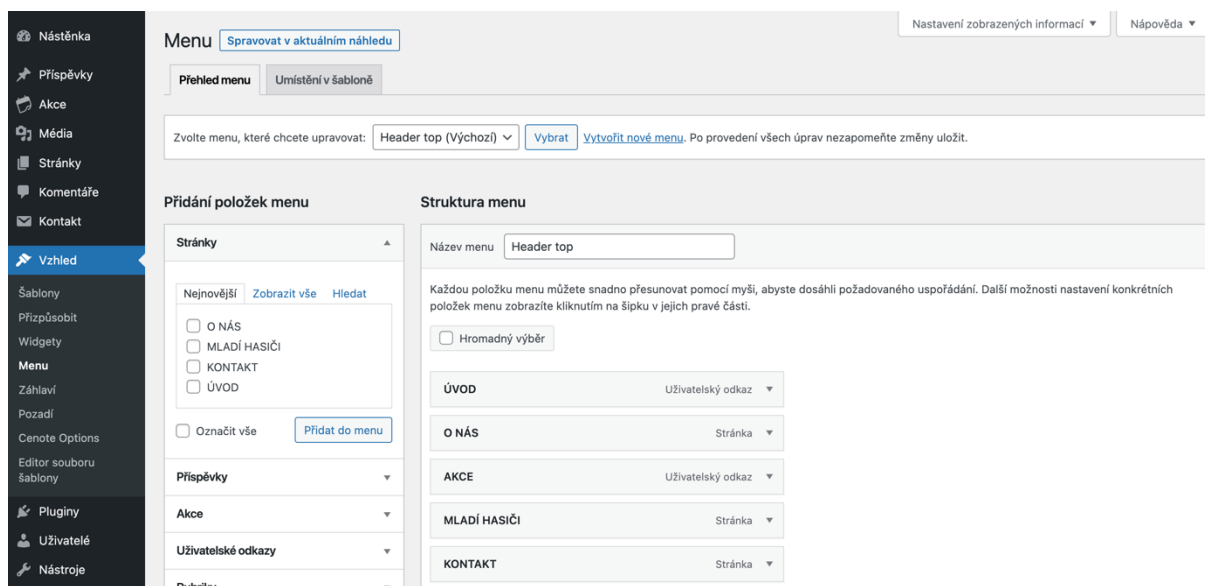 Nastavení zobrazených informací ▼
Nápověda ▼
Nástěnka
Příspěvky
Akce
Média
Stránky
Komentáře
Kontakt
Vzhled
Šablony
Přizpůsobit
Widgety
Menu
Záhlaví
Pozadí
Cenote Options
Editor souboru
šablony
Pluginy
Uživatelé
Nástroje
Menu
Spravovat v aktuálním náhledu
Přehled menu
Umístění v šabloně
Zvolte menu, které chcete upravovat: Header top (Výchozí) Vybrat Vytvořit nové menu. Po provedení všech úprav nezapomeňte změny uložit.
Přidání položek menu
Stránky
Nejnovější Zobrazit vše Hledat
O NÁS
MLADÍ HASIČI
KONTAKT
ÚVOD
Označit vše Přidat do menu
Příspěvky
Akce
Uživatelské odkazy
Rubriky
Struktura menu
Název menu Header top
Každou položku menu můžete snadno přesunovat pomocí myši, abyste dosáhli požadovaného uspořádání. Další možnosti nastavení konkrétních
položek menu zobrazíte kliknutím na šipku v jejich pravé části.
Hromadný výběr
ÚVOD Uživatelský odkaz
O NÁS Stránka
AKCE Uživatelský odkaz
MLADÍ HASIČI Stránka
KONTAKT Stránka